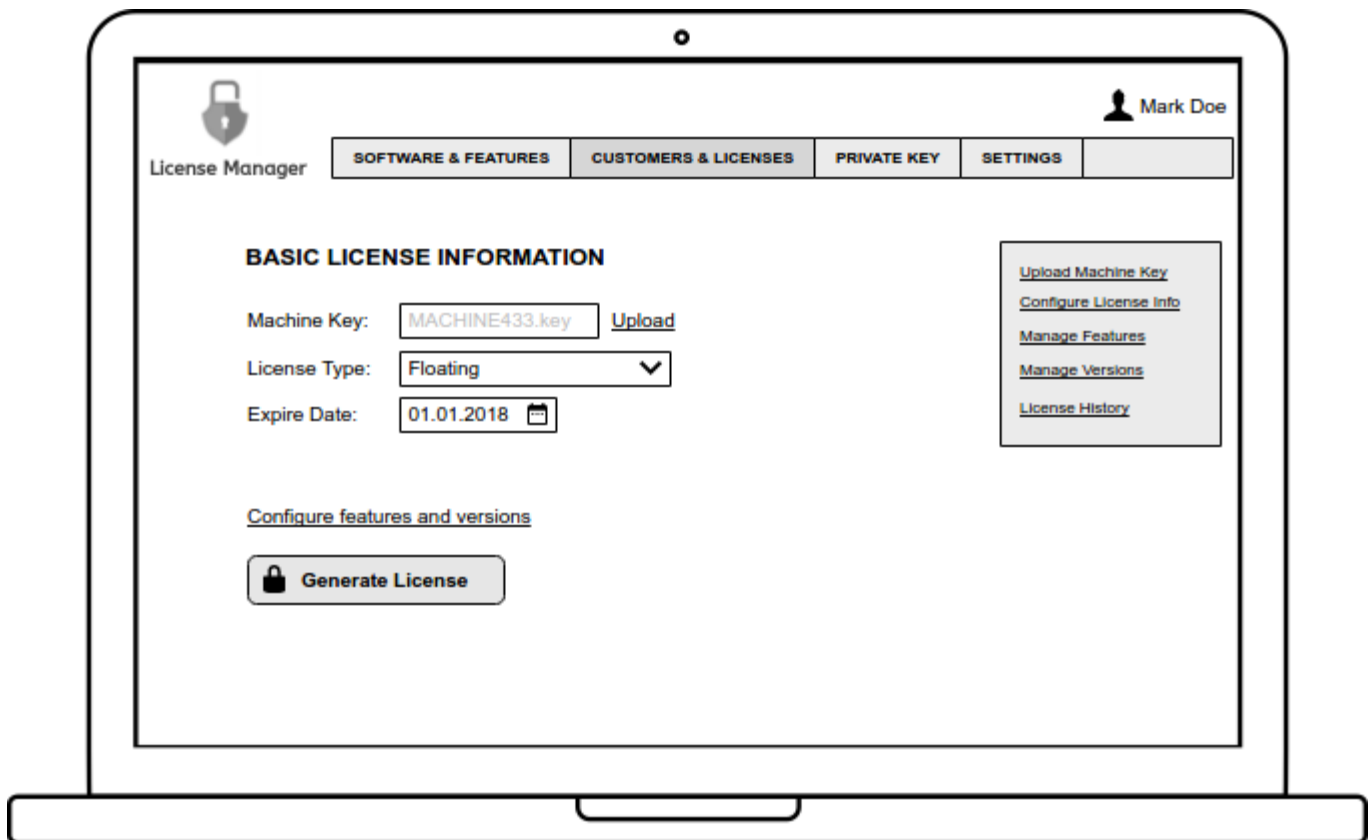 Mark Doe
License Manager
SOFTWARE & FEATURES CUSTOMERS & LICENSES PRIVATE KEY SETTINGS
BASIC LICENSE INFORMATION
Machine Key: MACHINE433.key Upload
License Type: Floating
Expire Date: 01.01.2018
Configure features and versions
Generate License
Upload Machine Key
Configure License Info
Manage Features
Manage Versions
License History